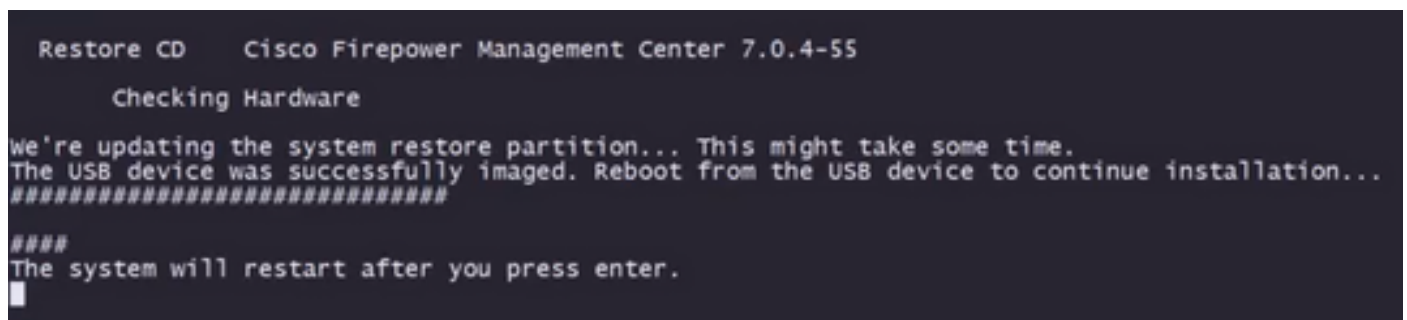 Restore CD Cisco Firepower Management Center 7.0.4-55
Checking Hardware
We're updating the system restore partition... This might take some time.
The USB device was successfully imaged. Reboot from the USB device to continue installation...
##############################
####
The system will restart after you press enter.